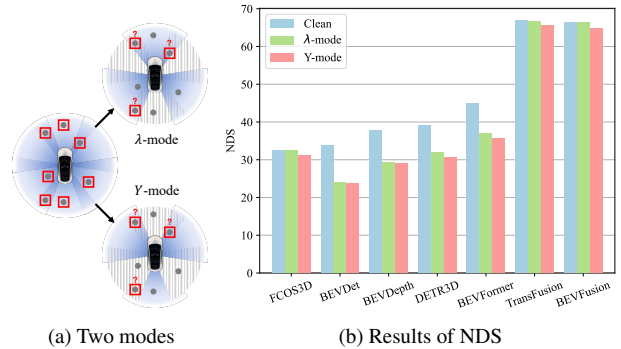 ?
?
?
λ-mode
Y-mode
?
?
?
(a) Two modes
70
60
50
40
30
20
10
0
NDS
Clean
λ-mode
Y-mode
FCOS3D
BEVDet
BEVDepth
DETR3D
BEVFormer
TransFusion
BEVFusion
(b) Results of NDS